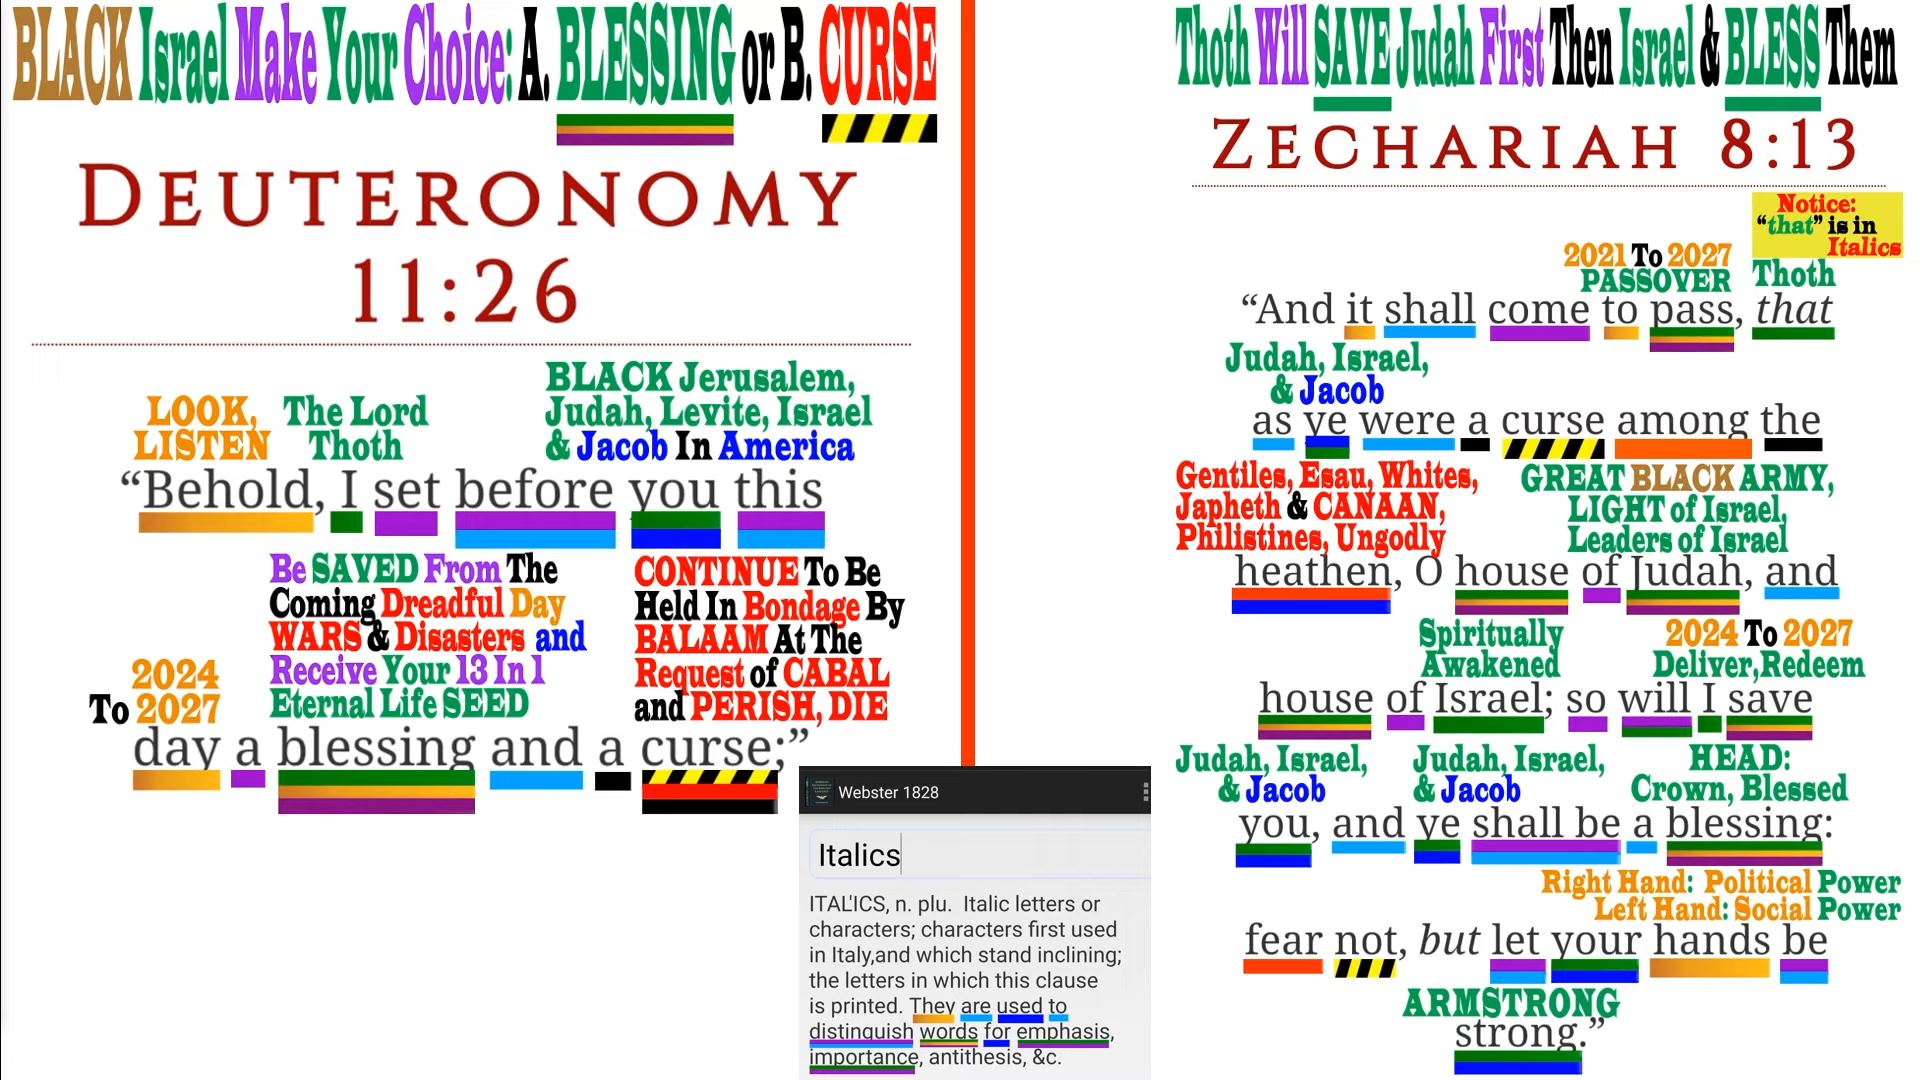 BLACK Israel Make Your Choice: A. BLESSING or B. CURSE
DEUTERONOMY
11:26
LOOK,
LISTEN
The Lord
Thoth
BLACK Jerusalem,
Judah, Levite, Israel
& Jacob In America
“Behold, I set before you this
2024
To 2027
Be SAVED From The
Coming Dreadful Day
WARS & Disasters and
Receive Your 13 In 1
Eternal Life SEED
CONTINUE To Be
Held In Bondage By
BALAAM At The
Request of CABAL
and PERISH, DIE
day a blessing and a curse;”
Webster 1828
Italics
ITAL'ICS, n. plu. Italic letters or
characters; characters first used
in Italy,and which stand inclining;
the letters in which this clause
is printed. They are used to
distinguish words for emphasis,
importance, antithesis, &c.
Thoth Will SAVE Judah First Then Israel & BLESS Them
ZECHARIAH 8:13
Notice:
“that” is in
Italics
2021 To 2027
PASSOVER
Thoth
“And it shall come to pass, that
Judah, Israel,
& Jacob
as ye were a curse among the
Gentiles, Esau, Whites,
Japheth & CANAAN,
Philistines, Ungodly
GREAT BLACK ARMY,
LIGHT of Israel,
Leaders of Israel
heathen, O house of Judah, and
Spiritually
Awakened
2024 To 2027
Deliver,Redeem
house of Israel; so will I save
Judah, Israel,
& Jacob
Judah, Israel,
& Jacob
HEAD:
Crown, Blessed
you, and ye shall be a blessing:
Right Hand: Political Power
Left Hand: Social Power
fear not, but let your hands be
ARMSTRONG
strong.”